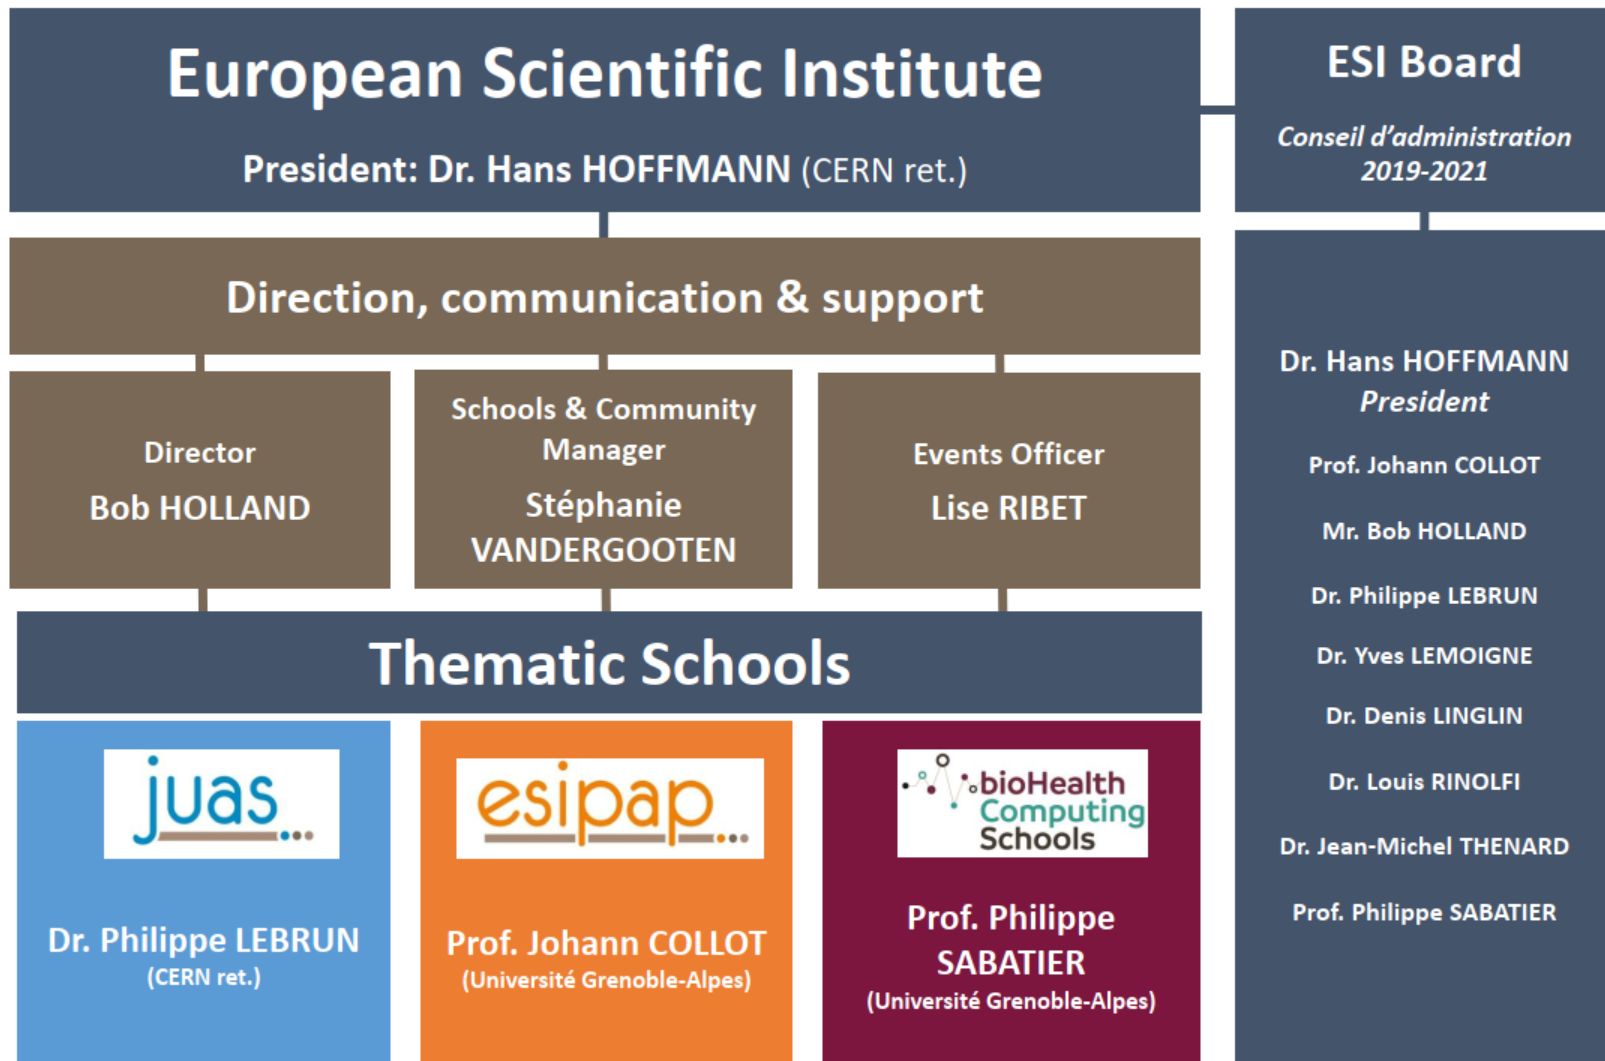 European Scientific Institute
President: Dr. Hans HOFFMANN (CERN ret.)
ESI Board
Conseil d’administration
2019-2021
Direction, communication & support
Director
Bob HOLLAND
Schools & Community
Manager
Stéphanie
VANDERGOOTEN
Events Officer
Lise RIBET
Thematic Schools
juas
Dr. Philippe LEBRUN
(CERN ret.)
esipap
Prof. Johann COLLOT
(Université Grenoble-Alpes)
bioHealth
Computing
Schools
Prof. Philippe
SABATIER
(Université Grenoble-Alpes)
Dr. Hans HOFFMANN
President
Prof. Johann COLLOT
Mr. Bob HOLLAND
Dr. Philippe LEBRUN
Dr. Yves LEMOIGNE
Dr. Denis LINGLIN
Dr. Louis RINOLFI
Dr. Jean-Michel THENARD
Prof. Philippe SABATIER